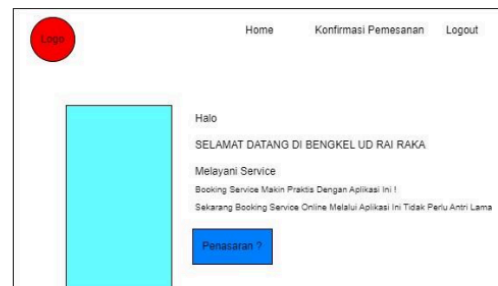 Logo
Home Konfirmasi Pemesanan Logout
Halo
SELAMAT DATANG DI BENGKEL UD RAI RAKA
Melayani Service
Booking Service Makin Praktis Dengan Aplikasi Ini !
Sekarang Booking Service Online Melalui Aplikasi Ini Tidak Perlu Antri Lama
Penasaran ?